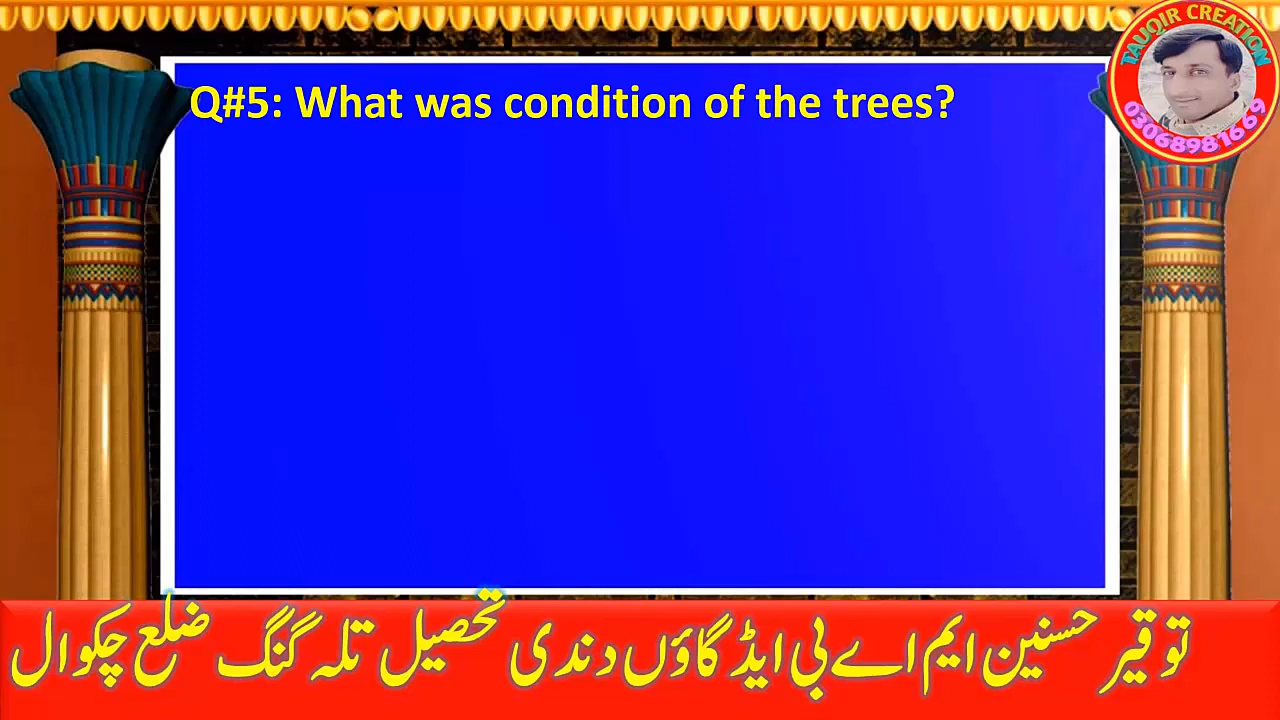 Q#5: What was condition of the trees?
TAUQIR CREATION
03068981669
توقیر حسنین ایم اے بی ایڈ گاؤں دندی تحصیل تلہ گنگ ضلع چکوال